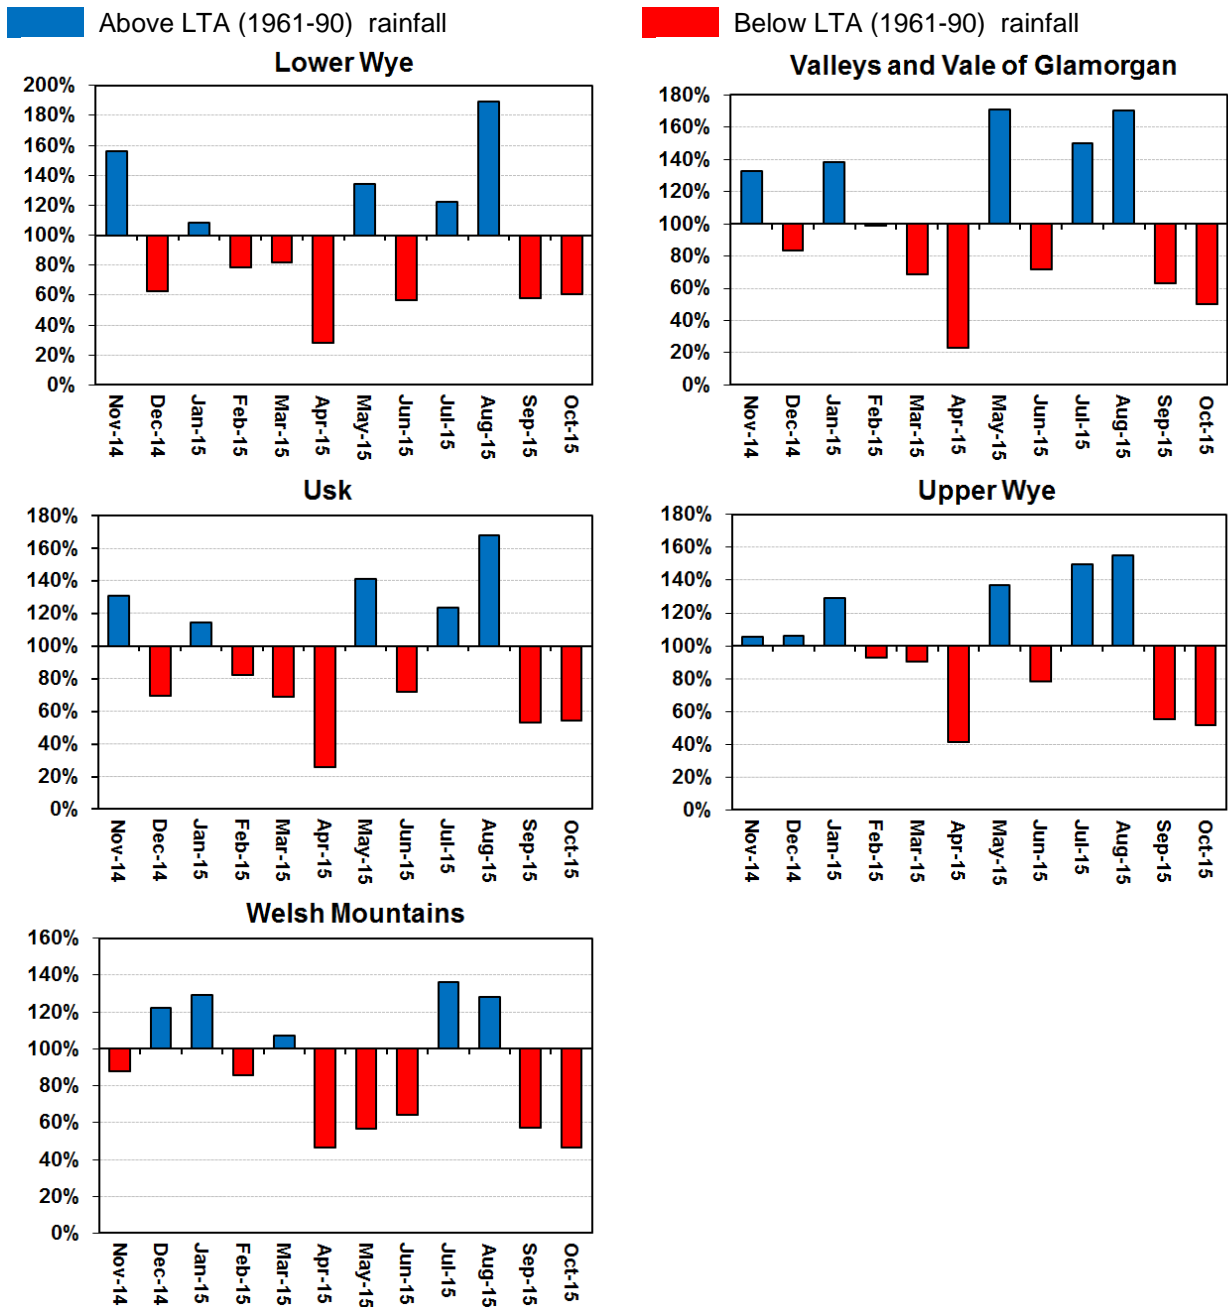 Above LTA (1961-90) rainfall
Below LTA (1961-90) rainfall
Lower Wye
200%
180%
160%
140%
120%
100%
80%
60%
40%
20%
0%
Nov-14
Dec-14
Jan-15
Feb-15
Mar-15
Apr-15
May-15
Jun-15
Jul-15
Aug-15
Sep-15
Oct-15
Valleys and Vale of Glamorgan
180%
160%
140%
120%
100%
80%
60%
40%
20%
0%
Nov-14
Dec-14
Jan-15
Feb-15
Mar-15
Apr-15
May-15
Jun-15
Jul-15
Aug-15
Sep-15
Oct-15
Usk
180%
160%
140%
120%
100%
80%
60%
40%
20%
0%
Nov-14
Dec-14
Jan-15
Feb-15
Mar-15
Apr-15
May-15
Jun-15
Jul-15
Aug-15
Sep-15
Oct-15
Upper Wye
180%
160%
140%
120%
100%
80%
60%
40%
20%
0%
Nov-14
Dec-14
Jan-15
Feb-15
Mar-15
Apr-15
May-15
Jun-15
Jul-15
Aug-15
Sep-15
Oct-15
Welsh Mountains
160%
140%
120%
100%
80%
60%
40%
20%
0%
Nov-14
Dec-14
Jan-15
Feb-15
Mar-15
Apr-15
May-15
Jun-15
Jul-15
Aug-15
Sep-15
Oct-15